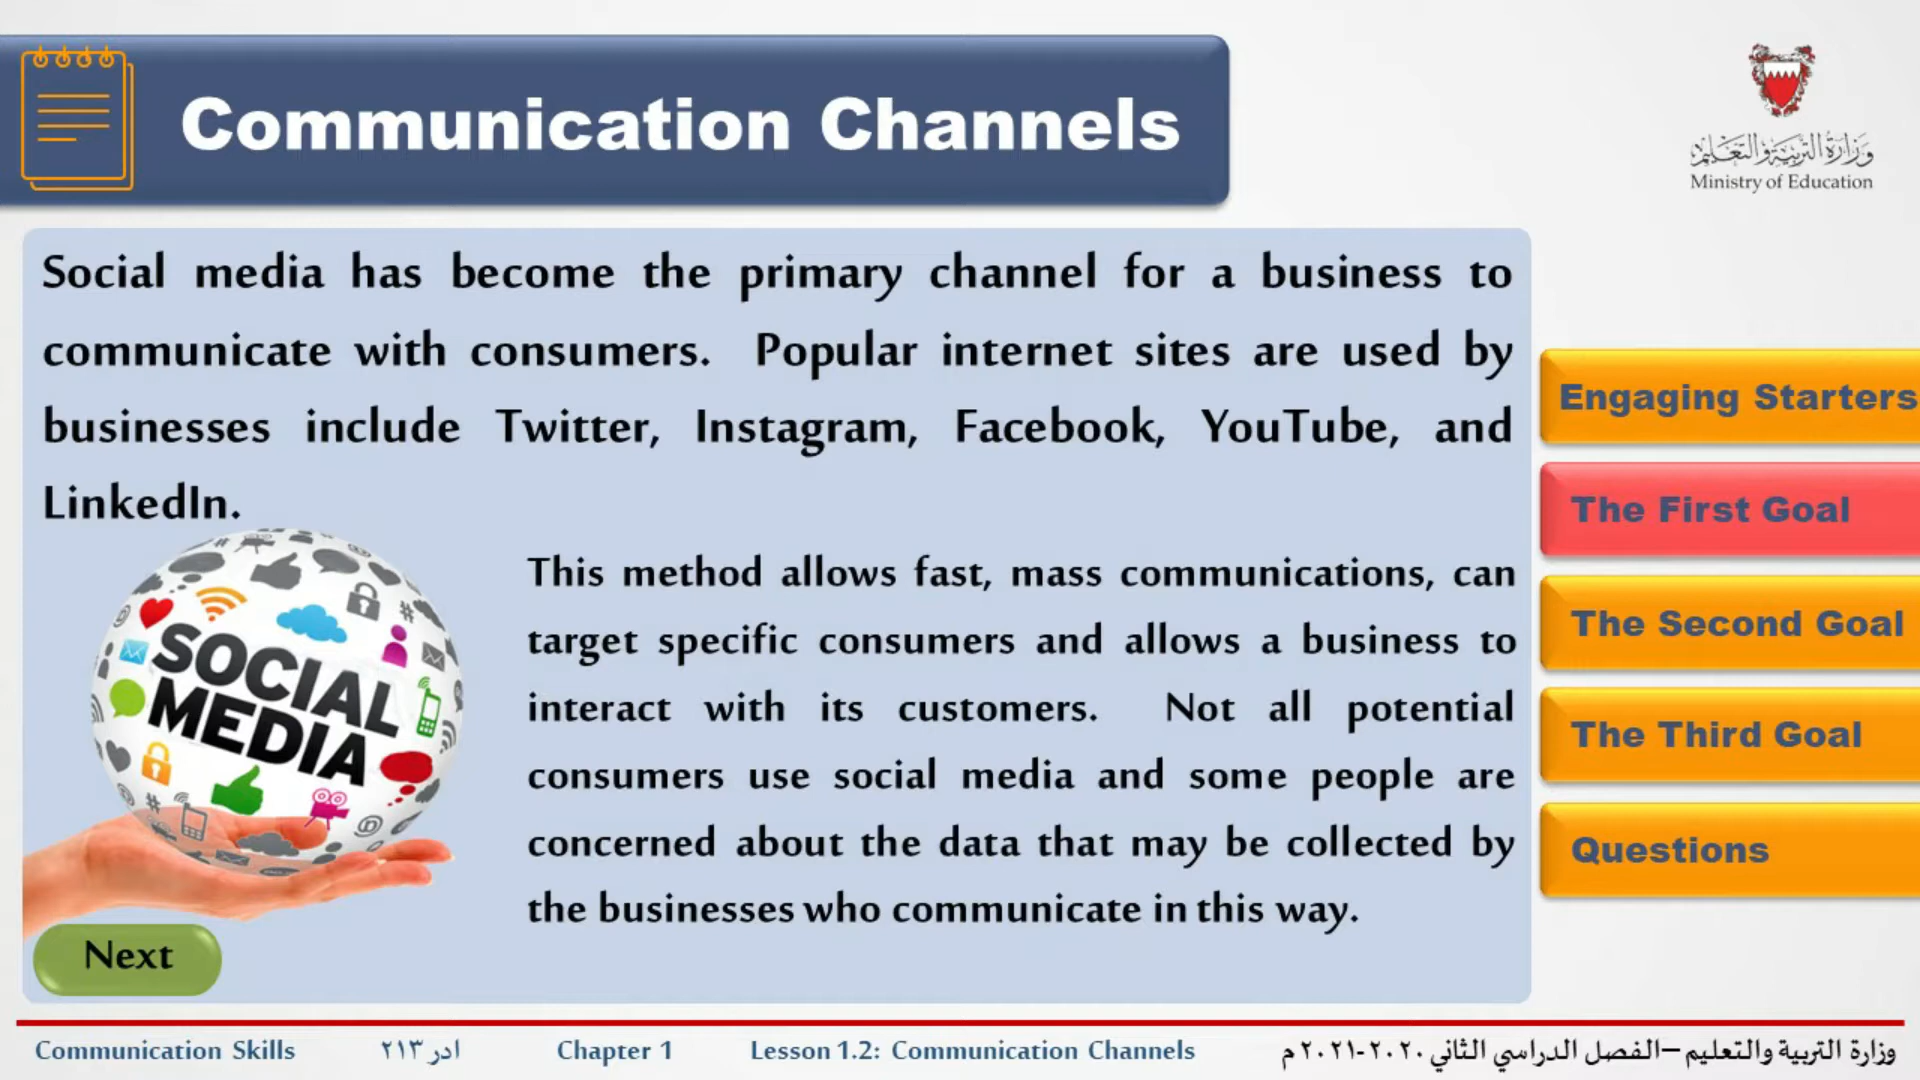 Communication Channels
وزارة التربية والتعليم
Ministry of Education
Social media has become the primary channel for a business to
communicate with consumers. Popular internet sites are used by
businesses include Twitter, Instagram, Facebook, YouTube, and
LinkedIn.
SOCIAL
MEDIA
This method allows fast, mass communications, can
target specific consumers and allows a business to
interact with its customers. Not all potential
consumers use social media and some people are
concerned about the data that may be collected by
the businesses who communicate in this way.
Next
Engaging Starters
The First Goal
The Second Goal
The Third Goal
Questions
Communication Skills ادر ٢١٣ Chapter 1 Lesson 1.2: Communication Channels وزارة التربية والتعليم –الفصل الدراسي الثاني ٢٠٢٠-٢٠٢١ م